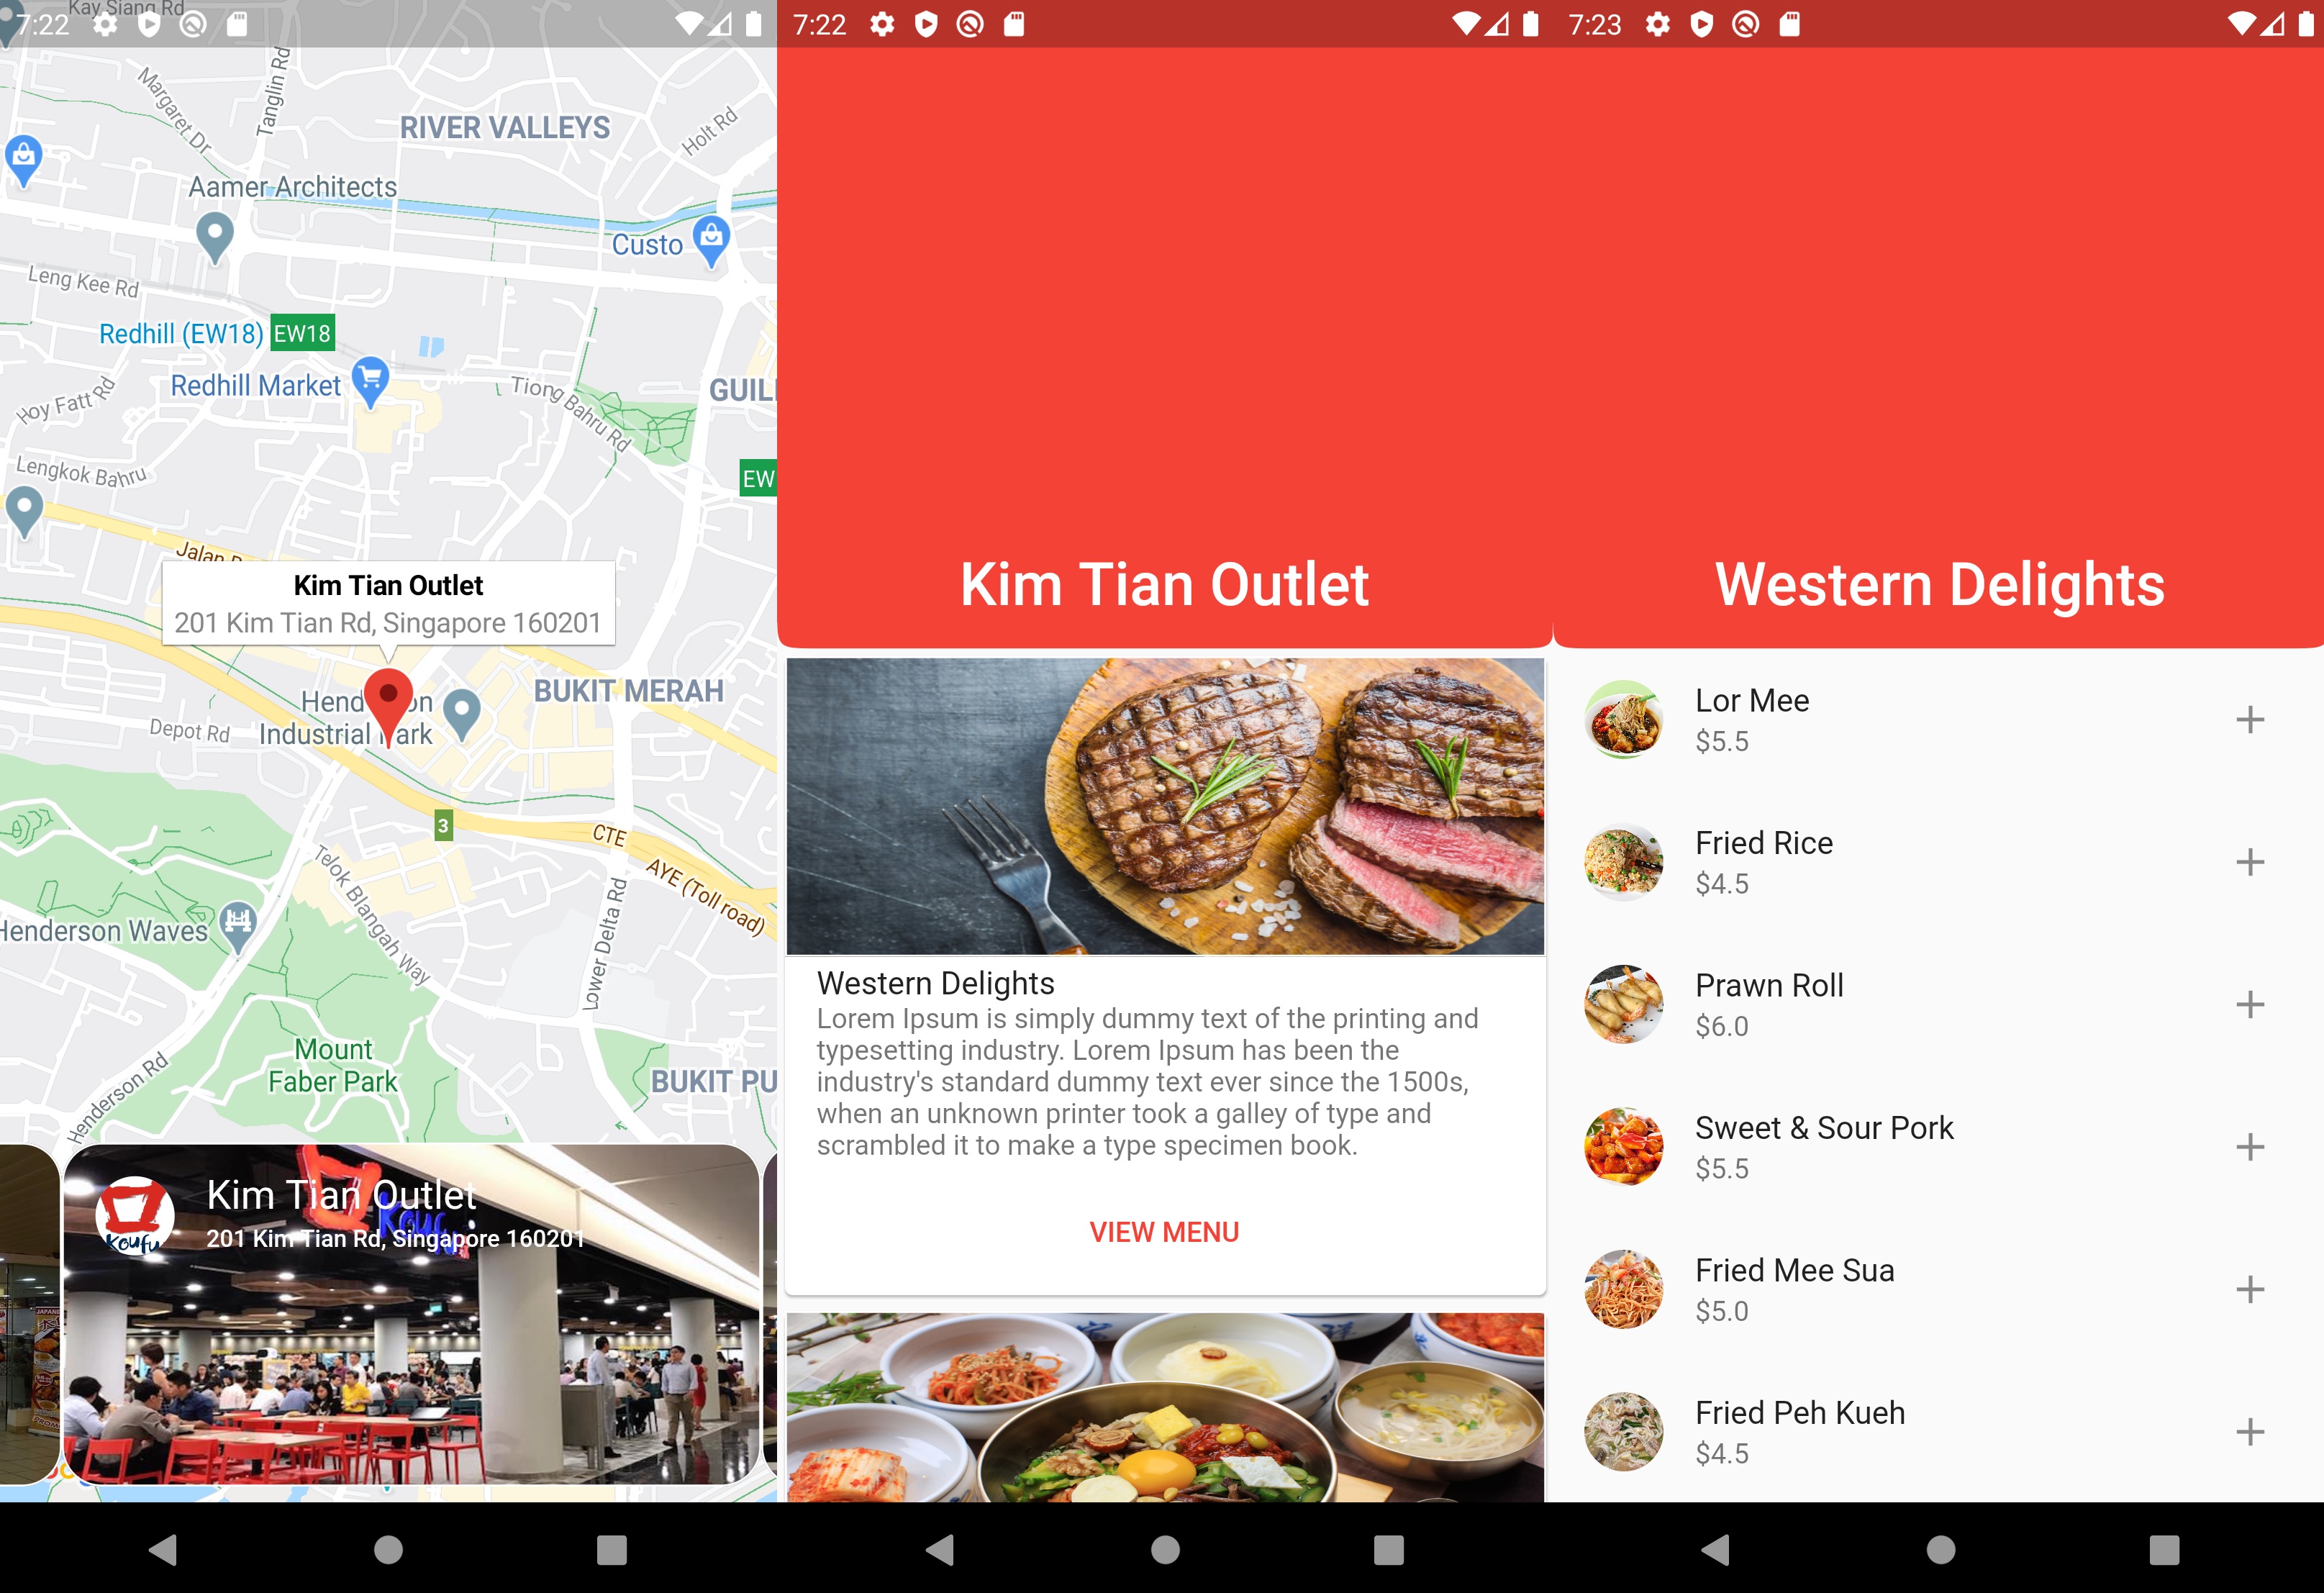 Kay Siang Rd
7:22
Margaret Dr
Tanglin Rd
RIVER VALLEYS
Holt Rd
Aamer Architects
Custo
Leng Kee Rd
Redhill (EW18)
EW18
Redhill Market
Hoy Fatt Rd
Tiong Bahru Rd
GUIL
Lengkok Bahru
EW
Jalan
Kim Tian Outlet
201 Kim Tian Rd, Singapore 160201
Industrial Park
BUKIT MERAH
Depot Rd
3
CTE
AYE (Toll road)
Telok Blangah Way
Lower Delta Rd
Henderson Waves
Mount
Faber Park
Henderson Rd
BUKIT PU
Kim Tian Outlet
201 Kim Tian Rd, Singapore 160201
Koufu
7:22
Kim Tian Outlet
Western Delights
Lorem Ipsum is simply dummy text of the printing and
typesetting industry. Lorem Ipsum has been the
industry's standard dummy text ever since the 1500s,
when an unknown printer took a galley of type and
scrambled it to make a type specimen book.
VIEW MENU
7:23
Western Delights
Lor Mee
$5.5
Fried Rice
$4.5
Prawn Roll
$6.0
Sweet & Sour Pork
$5.5
Fried Mee Sua
$5.0
Fried Peh Kueh
$4.5